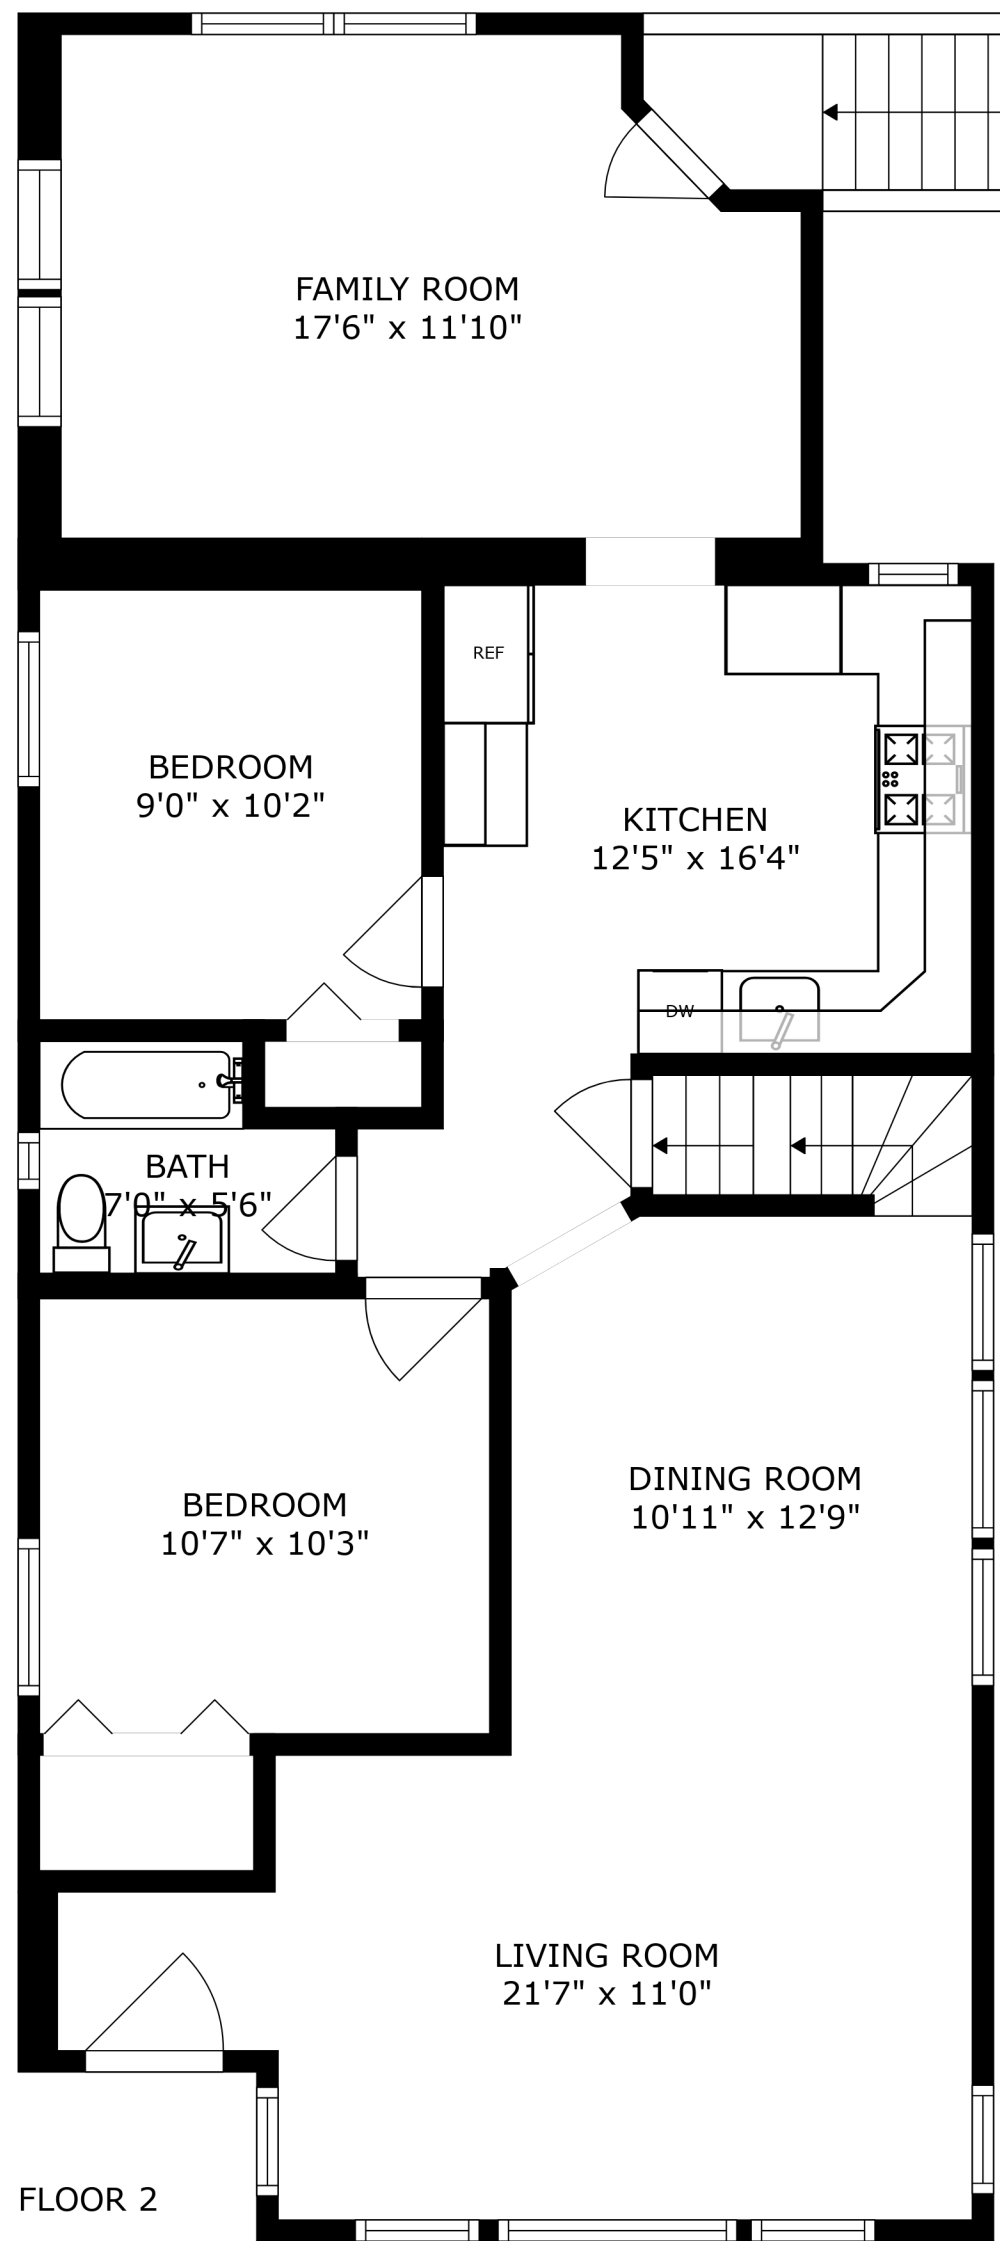 FAMILY ROOM
17'6" x 11'10"
REF
BEDROOM
9'0" x 10'2"
KITCHEN
12'5" x 16'4"
DW
BATH
7'0" x 5'6"
DINING ROOM
10'11" x 12'9"
BEDROOM
10'7" x 10'3"
LIVING ROOM
21'7" x 11'0"
FLOOR 2